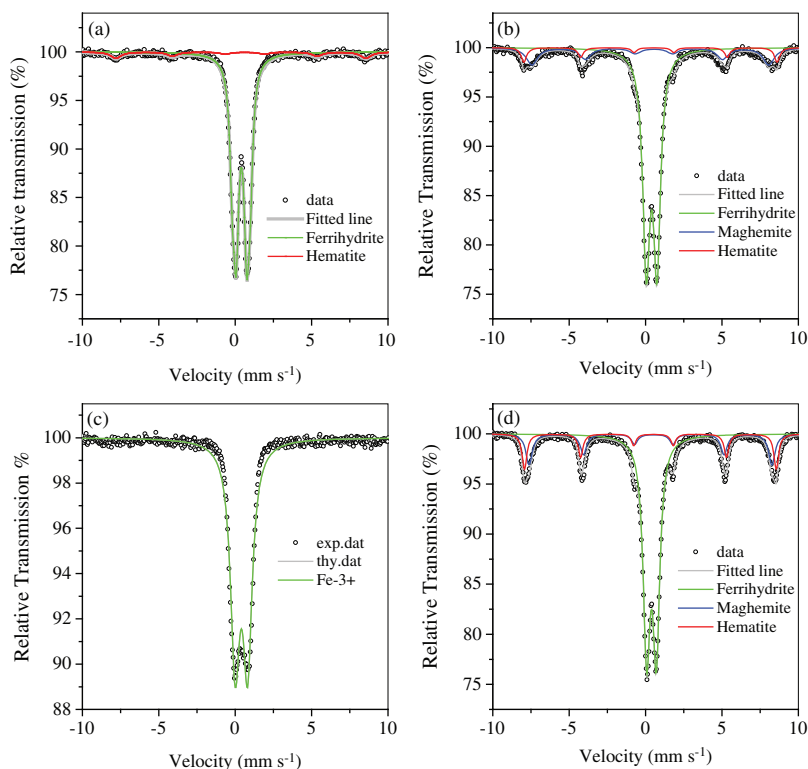 (a)
Relative transmission (%)
100
95
90
85
80
75
data
Fitted line
Ferrihydrite
Hematite
-10 -5 0 5 10
Velocity (mm s-1)
(b)
Relative Transmission (%)
100
95
90
85
80
75
data
Fitted line
Ferrihydrite
Maghemite
Hematite
-10 -5 0 5 10
Velocity (mm s-1)
(c)
Relative Transmission %
100
98
96
94
92
90
88
exp.dat
thy.dat
Fe-3+
-10 -5 0 5 10
Velocity (mm s-1)
(d)
Relative Transmission (%)
100
95
90
85
80
75
data
Fitted line
Ferrihydrite
Maghemite
Hematite
-10 -5 0 5 10
Velocity (mm s-1)